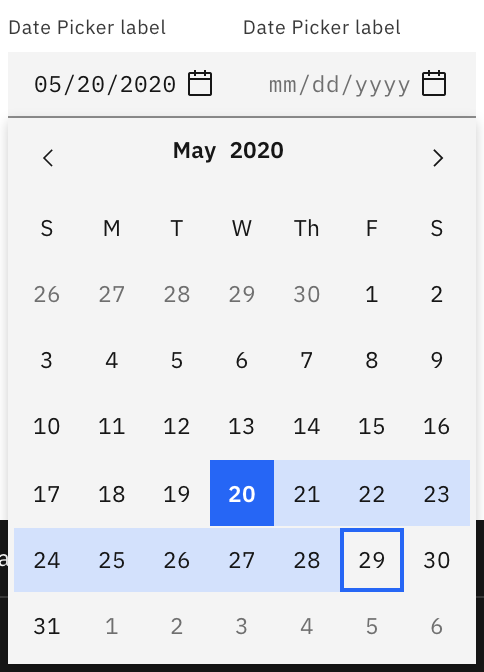 Date Picker label Date Picker label
05/20/2020 mm/dd/yyyy
May 2020
S M T W Th F S
26 27 28 29 30 1 2
3 4 5 6 7 8 9
10 11 12 13 14 15 16
17 18 19 20 21 22 23
24 25 26 27 28 29 30
31 1 2 3 4 5 6